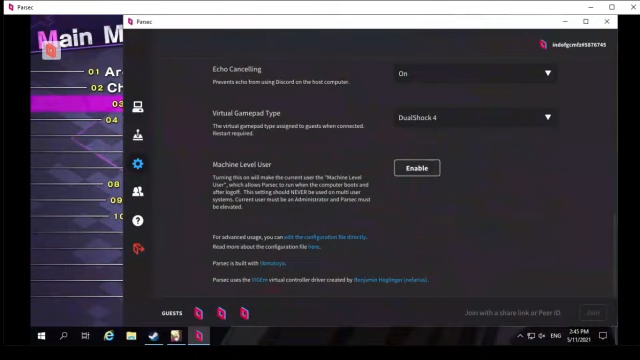 Parsec
Parsec
Main M
indofgcmfz#5876745
01 Ar
02 Ch
03
04
08
09
10
Echo Cancelling
Prevents echo from using Discord on the host computer.
On
Virtual Gamepad Type
The virtual gamepad type assigned to guests when connected.
Restart required.
DualShock 4
Machine Level User
Turning this on will make the current user the "Machine Level
User", which allows Parsec to run when the computer boots and
after logoff. This setting should NEVER be used on multi user
systems. Current user must be an Administrator and Parsec must
be elevated.
Enable
For advanced usage, you can edit the configuration file directly.
Read more about the configuration file here.
Parsec is built with Matoya.
Parsec uses the ViGEm virtual controller driver created by Benjamin Höglinger (nefarius).
GUESTS
Join with a share link or Peer ID
JOIN
ENG
2:45 PM
5/11/2021